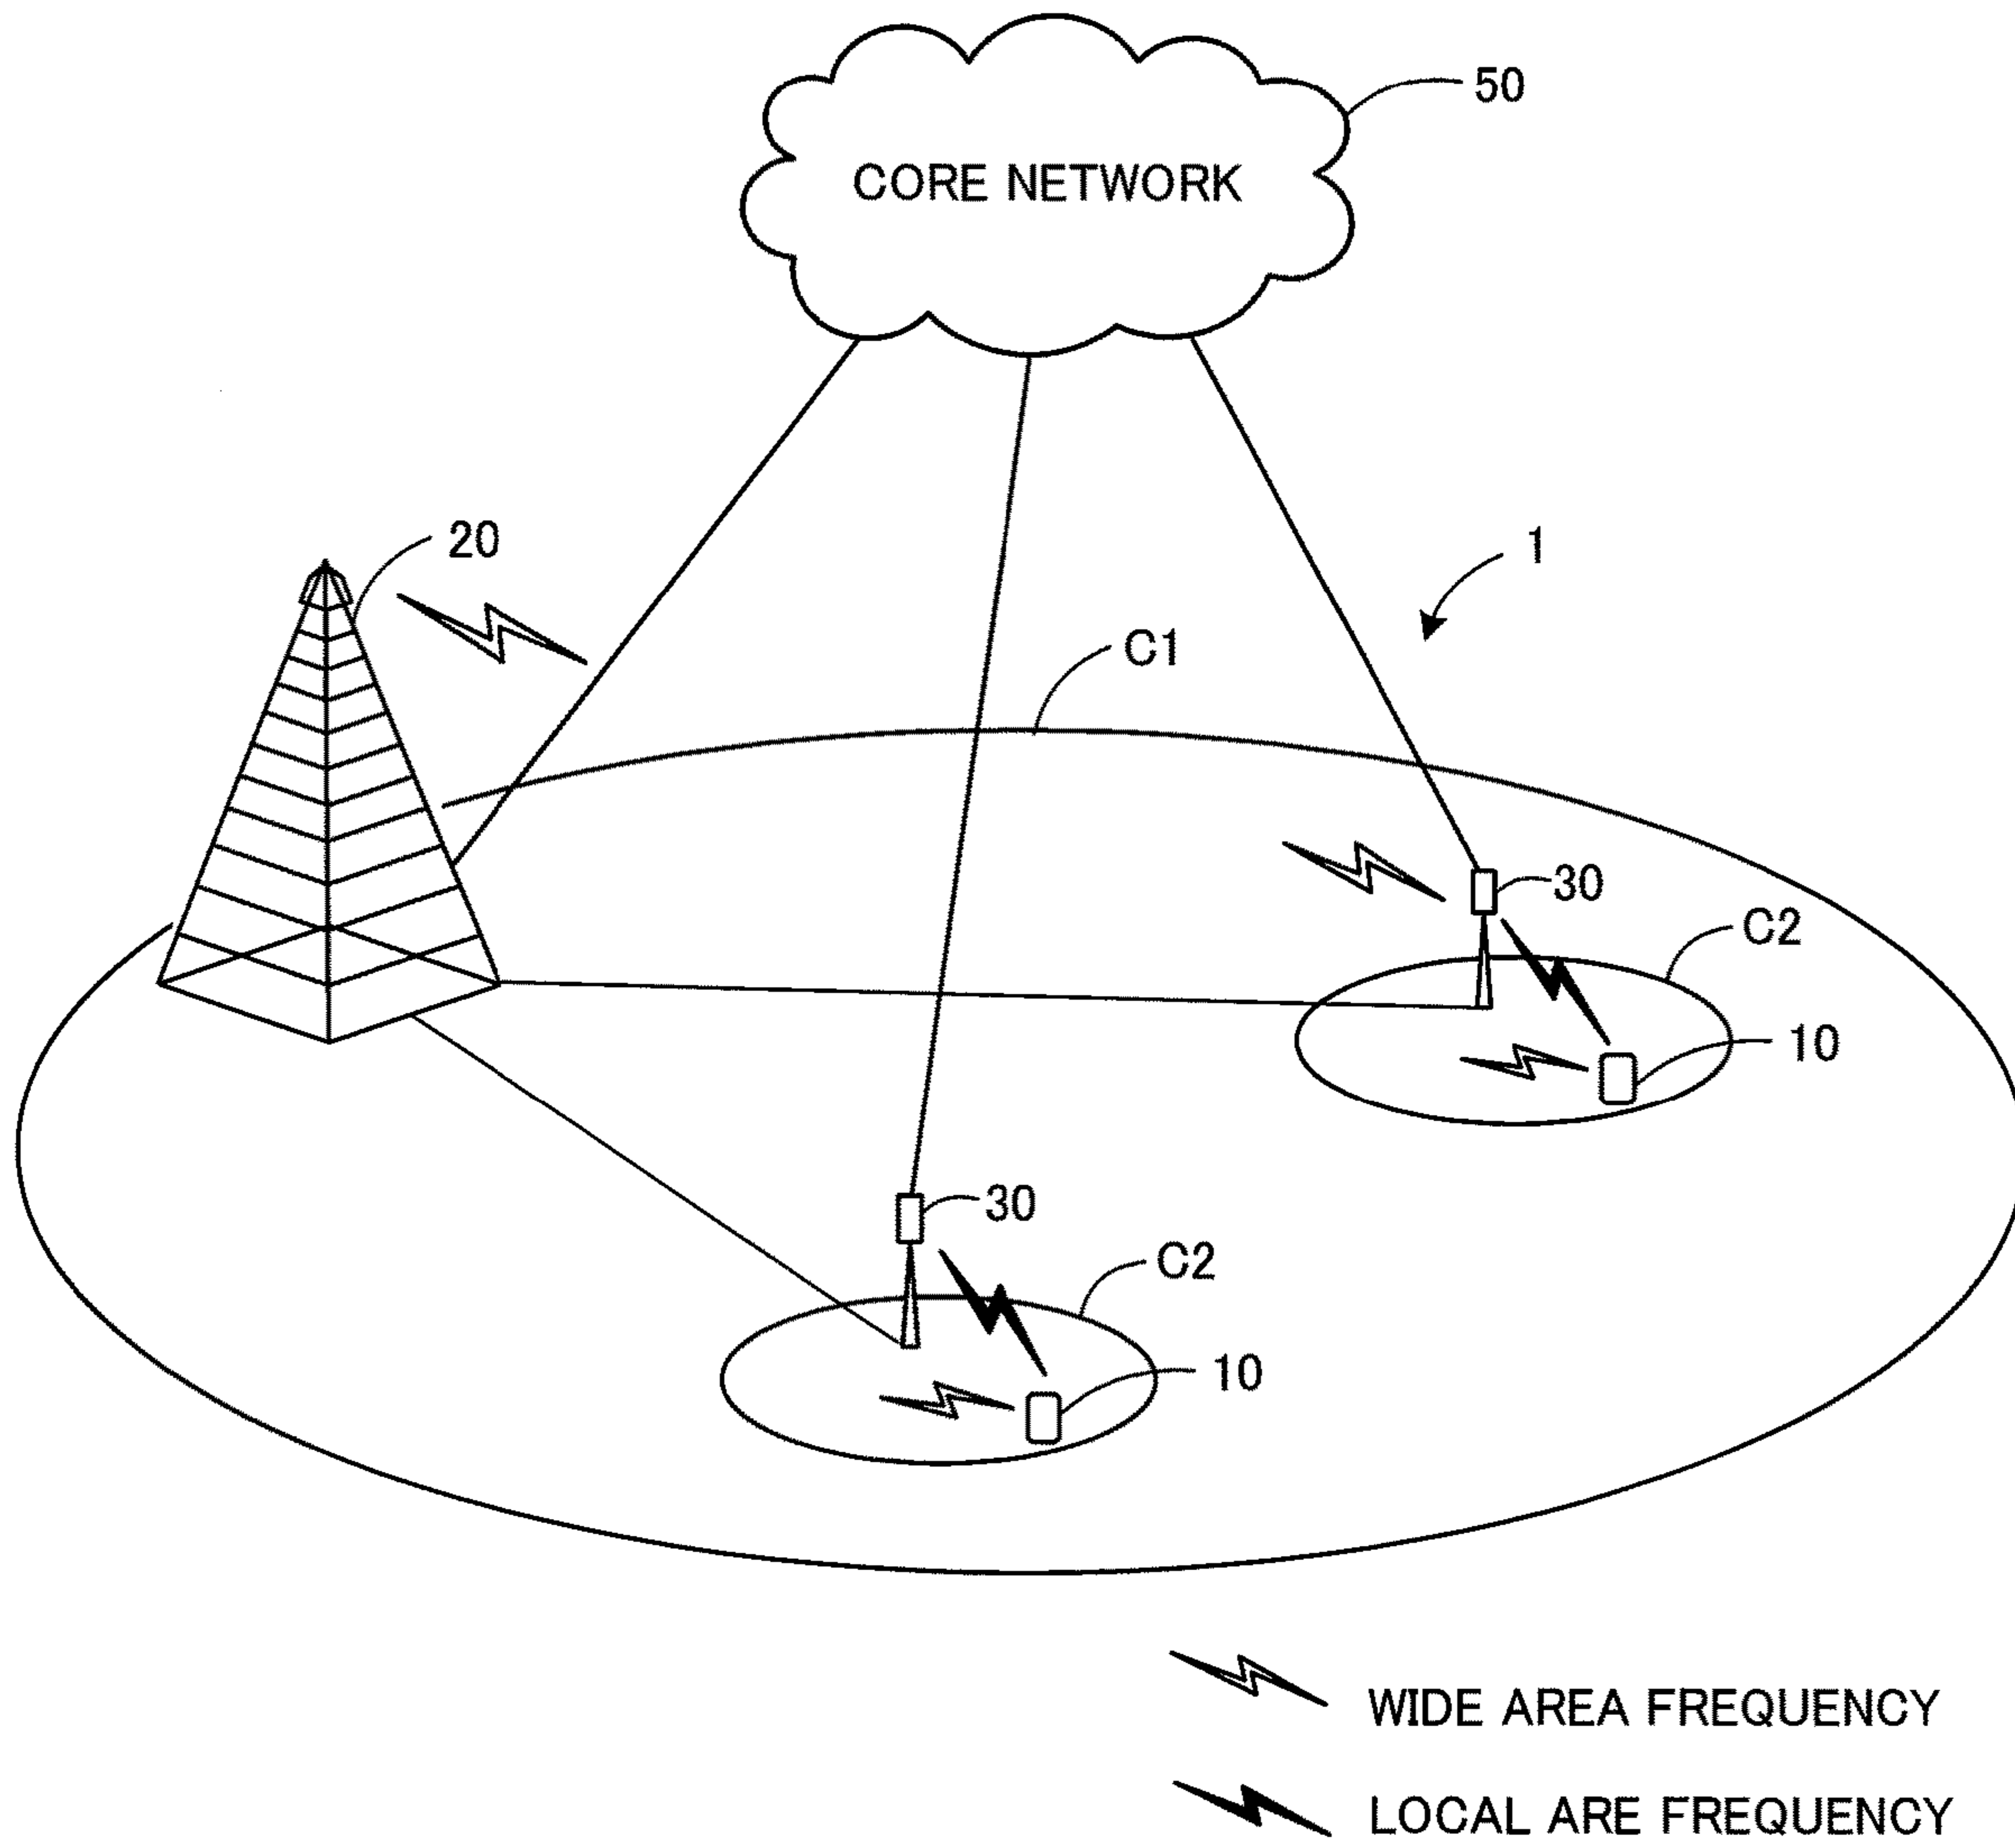 50
CORE NETWORK
20
1
C1
30
C2
10
30
C2
10
WIDE AREA FREQUENCY
LOCAL ARE FREQUENCY